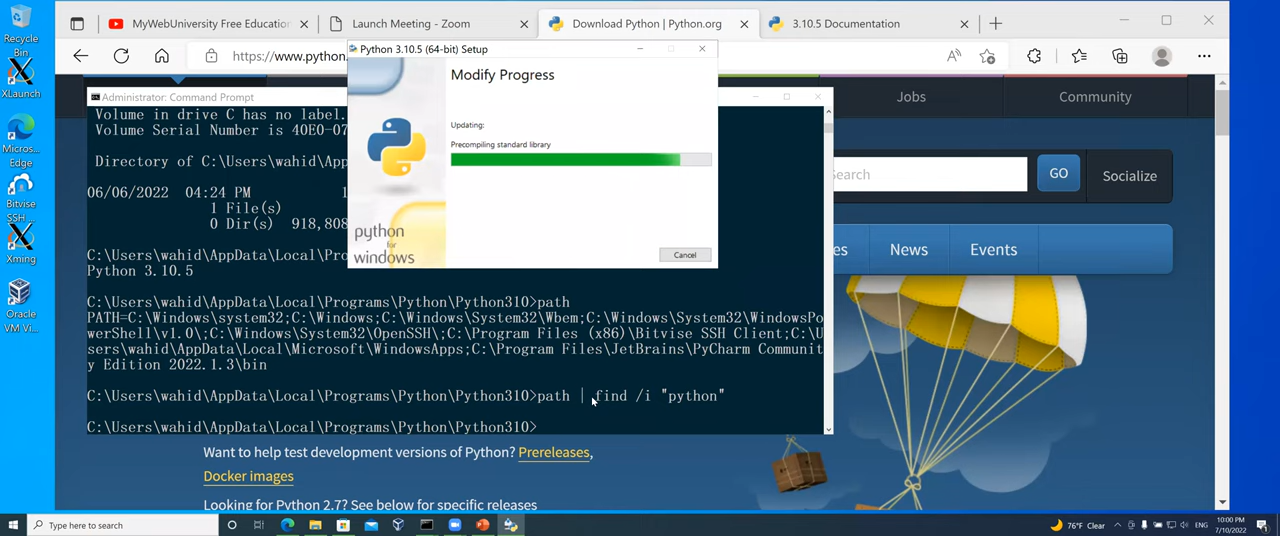 Recycle Bin
XLaunch
Micros... Edge
Bitvise SSH ...
Xming
Oracle VM Vi...
MyWebUniversity Free Education
Launch Meeting - Zoom
Download Python | Python.org
3.10.5 Documentation
https://www.python.
Jobs
Community
Search
GO
Socialize
News
Events
Python 3.10.5 (64-bit) Setup
Modify Progress
Updating:
Precompiling standard library
python
for
windows
Cancel
Administrator: Command Prompt
Volume in drive C has no label.
Volume Serial Number is 40E0-07
Directory of C:\Users\wahid\App
06/06/2022 04:24 PM 1
1 File(s)
0 Dir(s) 918,808
C:\Users\wahid\AppData\Local\Pro
Python 3.10.5
C:\Users\wahid\AppData\Local\Programs\Python\Python310>path
PATH=C:\Windows\system32;C:\Windows;C:\Windows\System32\Wbem;C:\Windows\System32\WindowsPo
werShell\v1.0\;C:\Windows\System32\OpenSSH\;C:\Program Files (x86)\Bitvise SSH Client;C:\U
sers\wahid\AppData\Local\Microsoft\WindowsApps;C:\Program Files\JetBrains\PyCharm Communit
y Edition 2022.1.3\bin
C:\Users\wahid\AppData\Local\Programs\Python\Python310>path | find /i "python"
C:\Users\wahid\AppData\Local\Programs\Python\Python310>
Want to help test development versions of Python? Prereleases,
Docker images
Looking for Python 2.7? See below for specific releases
Type here to search
76°F Clear
10:00 PM
7/10/2022